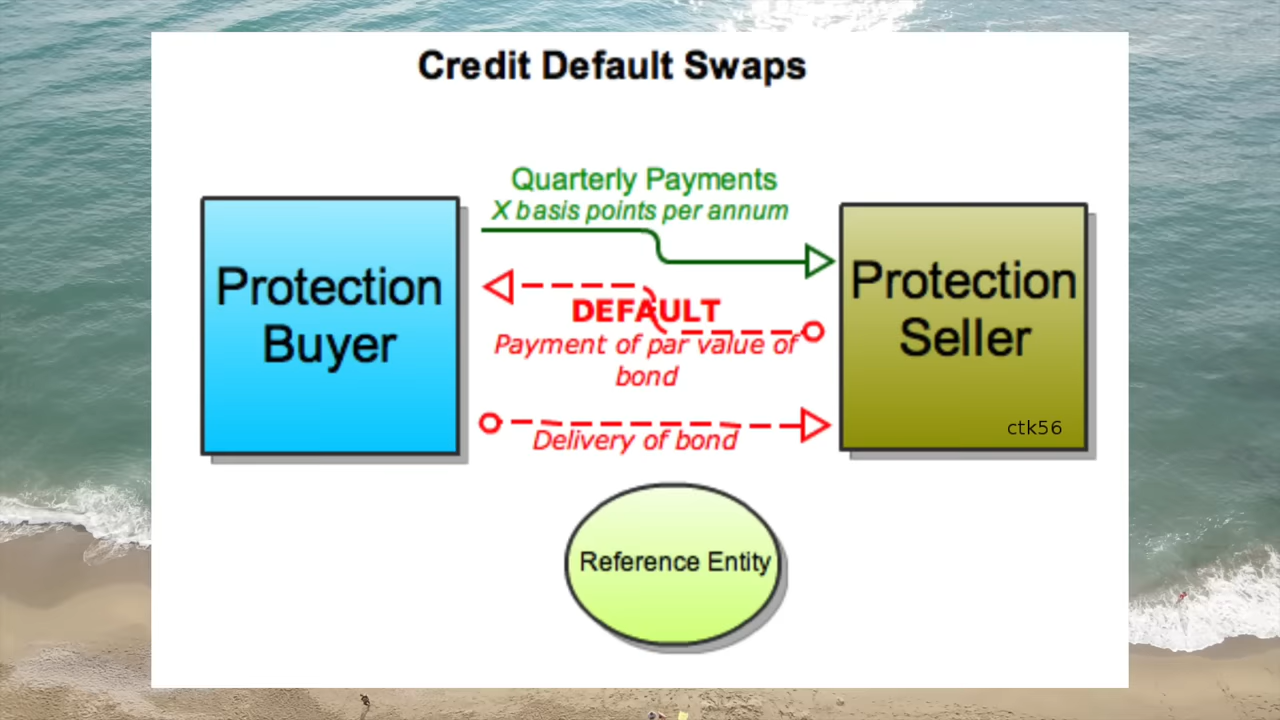 Credit Default Swaps
Quarterly Payments
X basis points per annum
Protection
Buyer
DEFAULT
Payment of par value of
bond
Delivery of bond
Protection
Seller
ctk56
Reference Entity